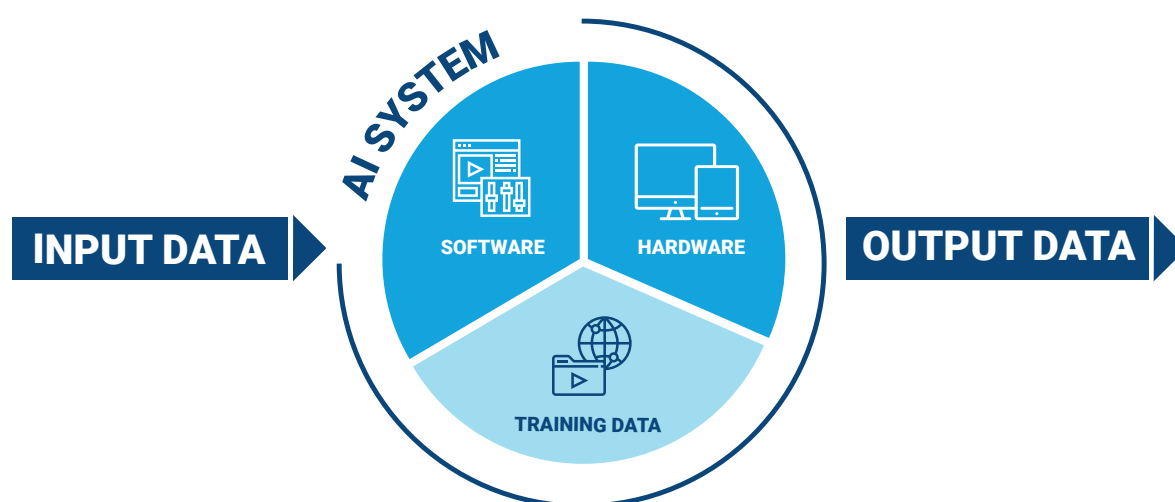 AI SYSTEM
INPUT DATA
SOFTWARE
HARDWARE
OUTPUT DATA
TRAINING DATA